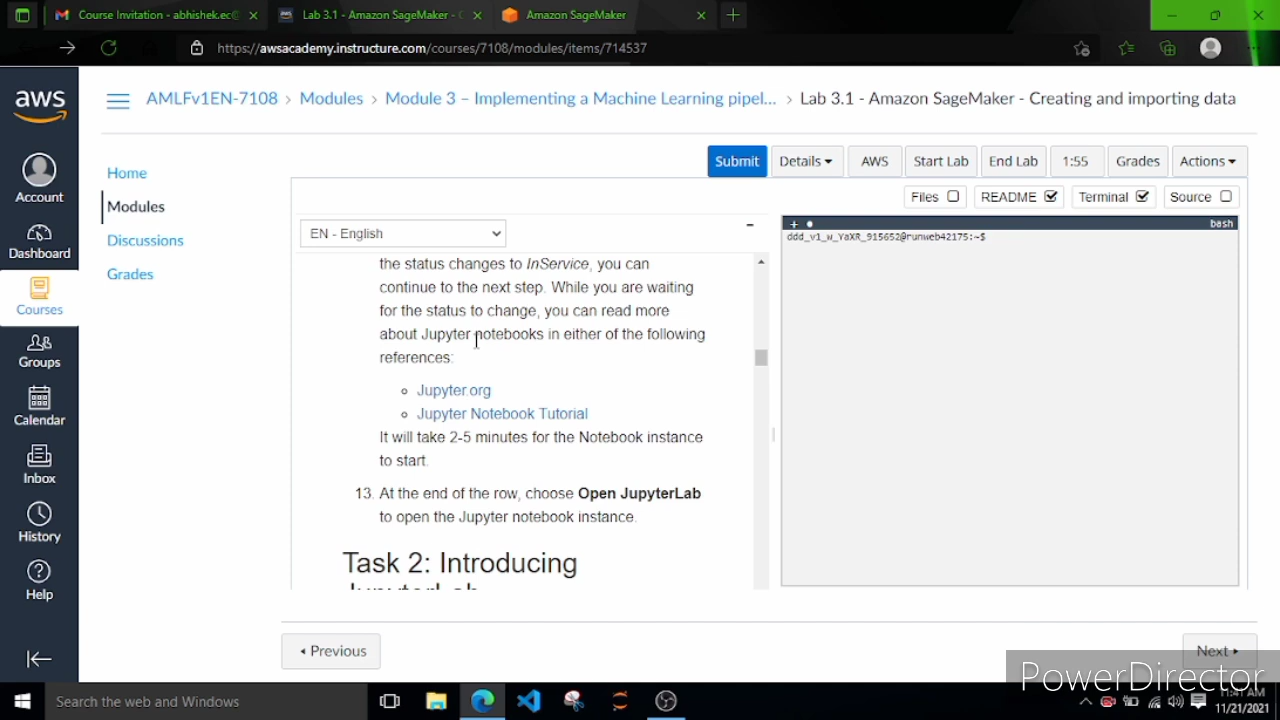 Course Invitation - abhishek.ec@
Lab 3.1 - Amazon SageMaker - C
Amazon SageMaker
https://awsacademy.instructure.com/courses/7108/modules/items/714537
aws
AMLFv1EN-7108 › Modules › Module 3 – Implementing a Machine Learning pipel... › Lab 3.1 - Amazon SageMaker - Creating and importing data
Account
Dashboard
Courses
Groups
Calendar
Inbox
History
Help
Home
Modules
Discussions
Grades
Submit
Details
AWS
Start Lab
End Lab
1:55
Grades
Actions
Files
README
Terminal
Source
EN - English
the status changes to InService, you can
continue to the next step. While you are waiting
for the status to change, you can read more
about Jupyter notebooks in either of the following
references:
Jupyter.org
Jupyter Notebook Tutorial
It will take 2-5 minutes for the Notebook instance
to start.
13. At the end of the row, choose Open JupyterLab
to open the Jupyter notebook instance.
Task 2: Introducing
JupyterLab
bash
ddd_v1_w_YaXR_915652@runweb42175:~$
Previous
Next
PowerDirector
Search the web and Windows
11:41 AM
11/21/2021